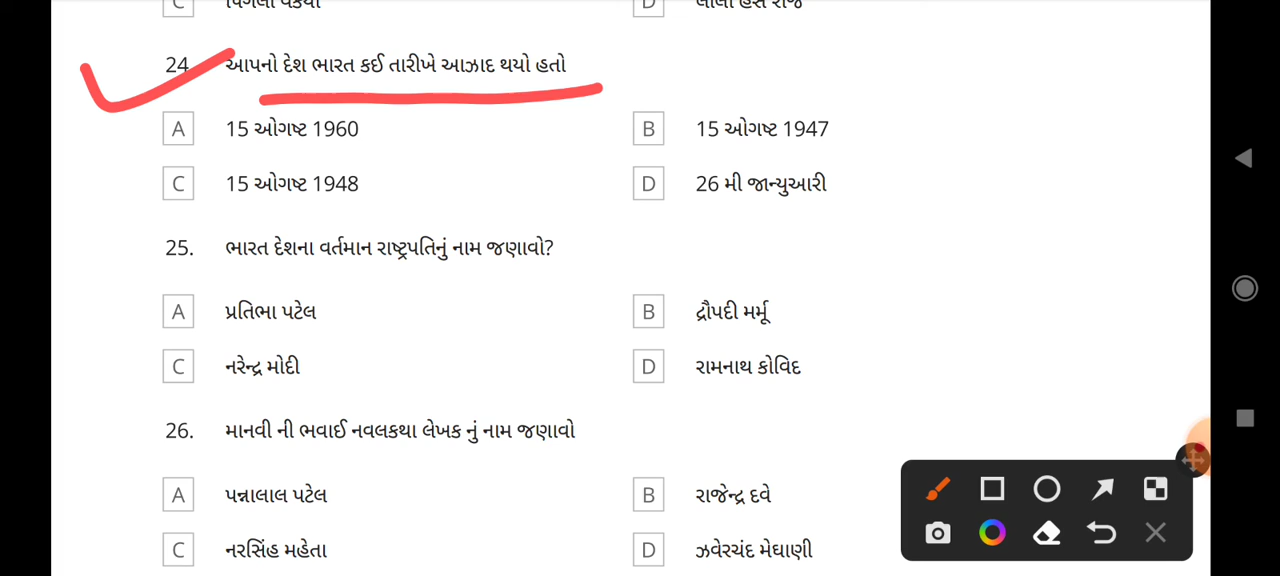 C પિંગલી વેંકયા
D લાલા હંસ રાજ
24. આપનો દેશ ભારત કઈ તારીખે આઝાદ થયો હતો
A 15 ઓગષ્ટ 1960
B 15 ઓગષ્ટ 1947
C 15 ઓગષ્ટ 1948
D 26 મી જાન્યુઆરી
25. ભારત દેશના વર્તમાન રાષ્ટ્રપતિનું નામ જણાવો?
A પ્રતિભા પટેલ
B દ્રૌપદી મર્મૂ
C નરેન્દ્ર મોદી
D રામનાથ કોવિદ
26. માનવી ની ભવાઈ નવલકથા લેખક નું નામ જણાવો
A પન્નાલાલ પટેલ
B રાજેન્દ્ર દવે
C નરસિંહ મહેતા
D ઝવેરચંદ મેઘાણી